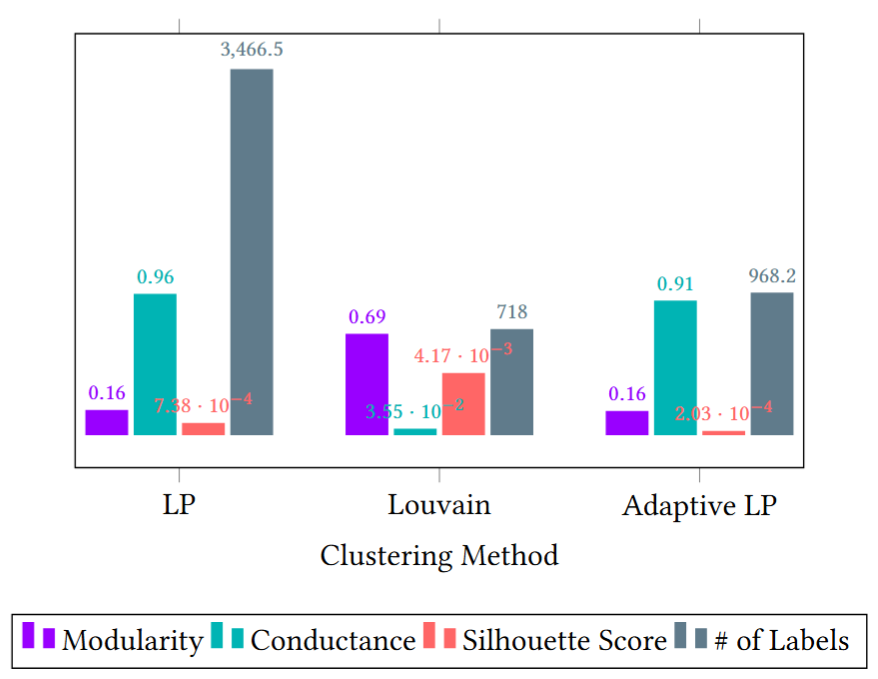 3,466.5
0.96
968.2
0.91
0.69
718
4.17 · 10−3
0.16
7.38 · 10−4
3.55 · 10−2
0.16
2.03 · 10−4
LP
Louvain
Adaptive LP
Clustering Method
Modularity Conductance Silhouette Score # of Labels